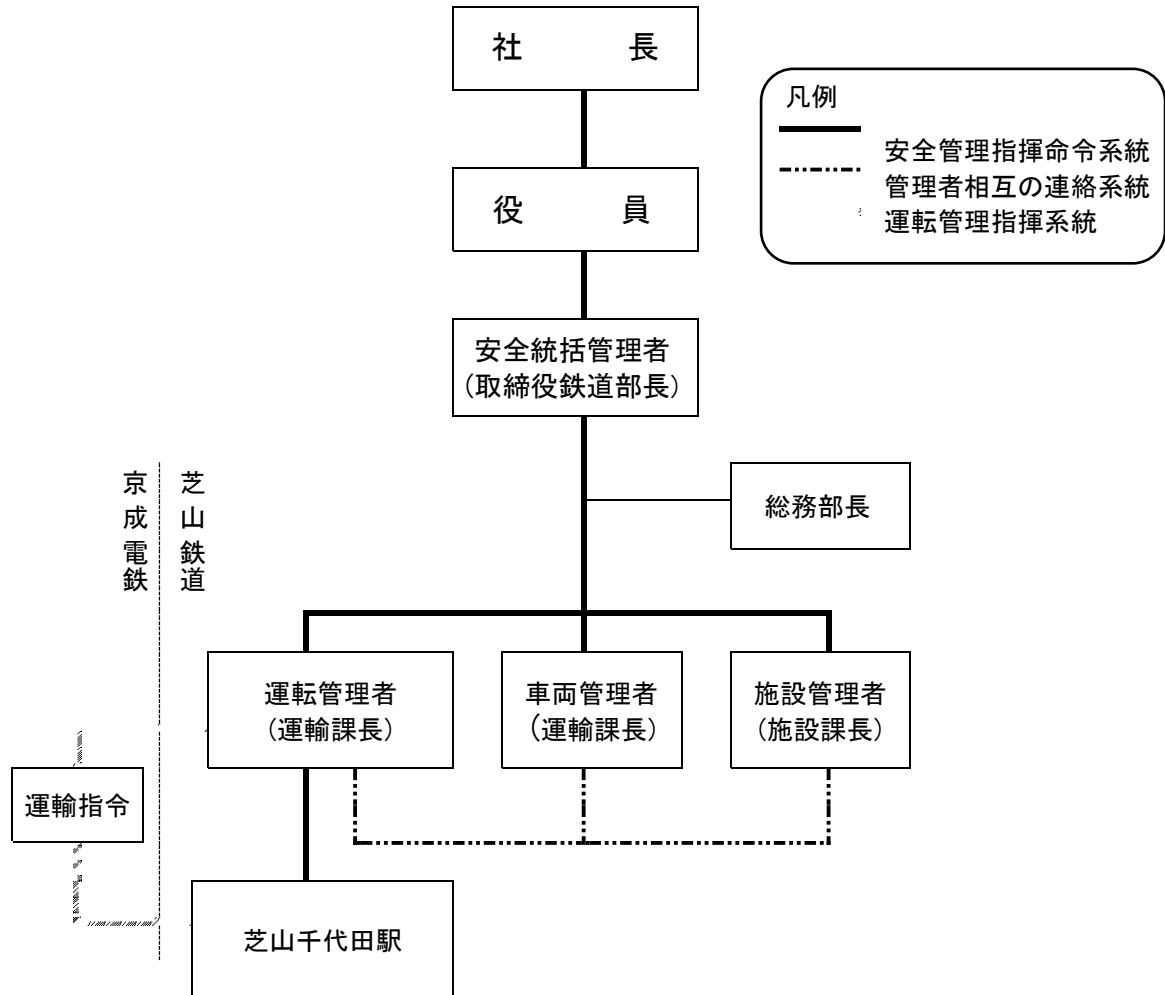 社 長
凡例
安全管理指揮命令系統
管理者相互の連絡系統
運転管理指揮系統
役 員
安全統括管理者
(取締役鉄道部長)
京成電鉄
芝山鉄道
総務部長
運転管理者
(運輸課長)
車両管理者
(運輸課長)
施設管理者
(施設課長)
運輸指令
芝山千代田駅